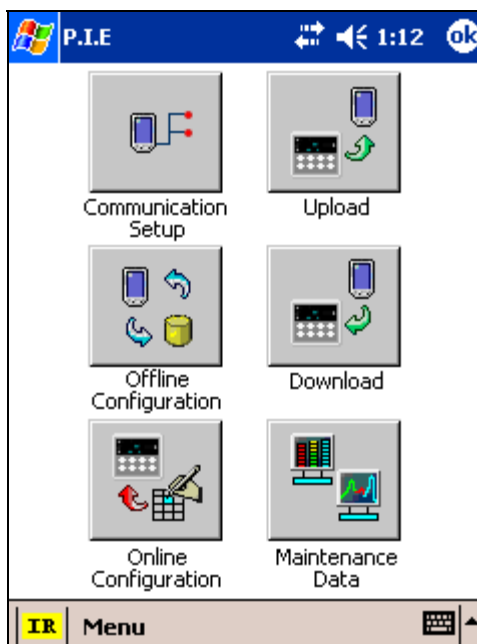 P.I.E 1:12 ok
Communication
Setup
Upload
Offline
Configuration
Download
Online
Configuration
Maintenance
Data
IR Menu